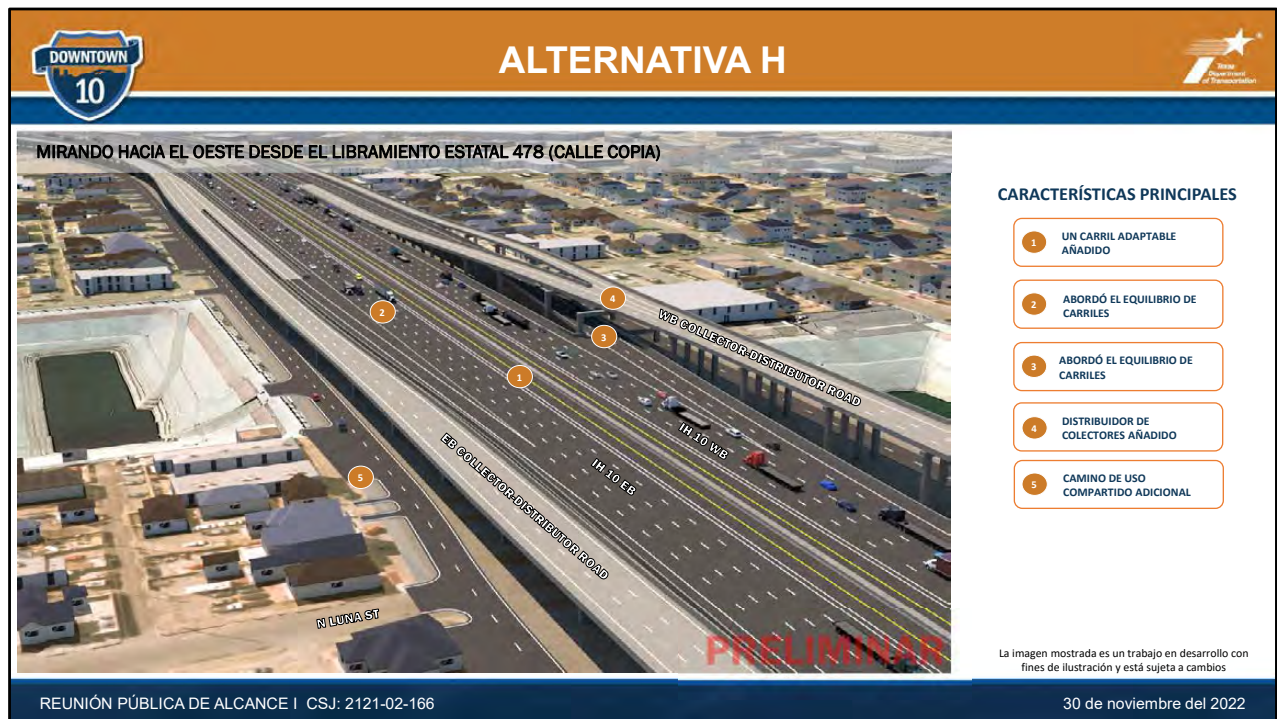 DOWNTOWN
10
ALTERNATIVA H
Texas
Department
of Transportation
MIRANDO HACIA EL OESTE DESDE EL LIBRAMIENTO ESTATAL 478 (CALLE COPIA)
4
WB COLLECTOR-DISTRIBUTOR ROAD
2
3
1
IH 10 WB
IH 10 EB
EB COLLECTOR-DISTRIBUTOR ROAD
5
N LUNA ST
PRELIMINAR
CARACTERÍSTICAS PRINCIPALES
1 UN CARRIL ADAPTABLE
AÑADIDO
2 ABORDÓ EL EQUILIBRIO DE
CARRILES
3 ABORDÓ EL EQUILIBRIO DE
CARRILES
4 DISTRIBUIDOR DE
COLECTORES AÑADIDO
5 CAMINO DE USO
COMPARTIDO ADICIONAL
La imagen mostrada es un trabajo en desarrollo con
fines de ilustración y está sujeta a cambios
REUNIÓN PÚBLICA DE ALCANCE I CSJ: 2121-02-166
30 de noviembre del 2022